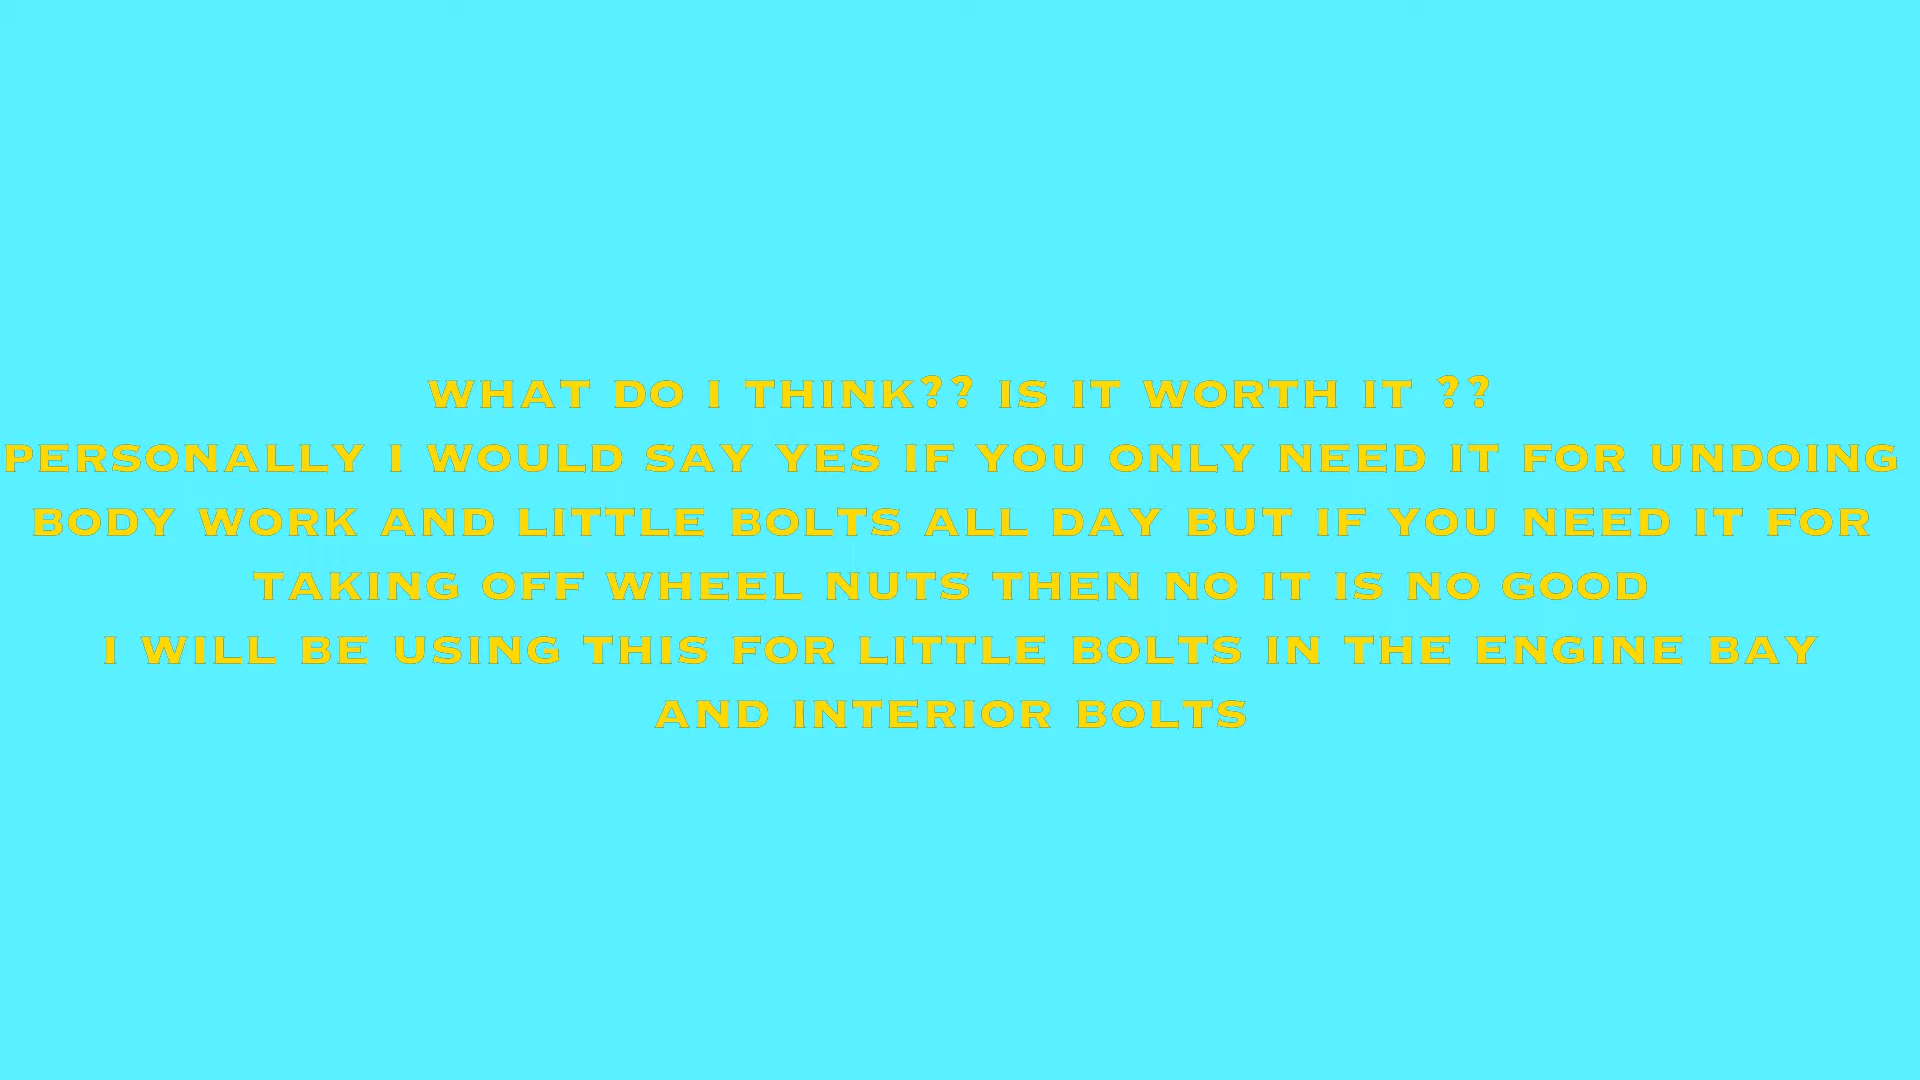 WHAT DO I THINK?? IS IT WORTH IT ??
PERSONALLY I WOULD SAY YES IF YOU ONLY NEED IT FOR UNDOING
BODY WORK AND LITTLE BOLTS ALL DAY BUT IF YOU NEED IT FOR
TAKING OFF WHEEL NUTS THEN NO IT IS NO GOOD
I WILL BE USING THIS FOR LITTLE BOLTS IN THE ENGINE BAY
AND INTERIOR BOLTS